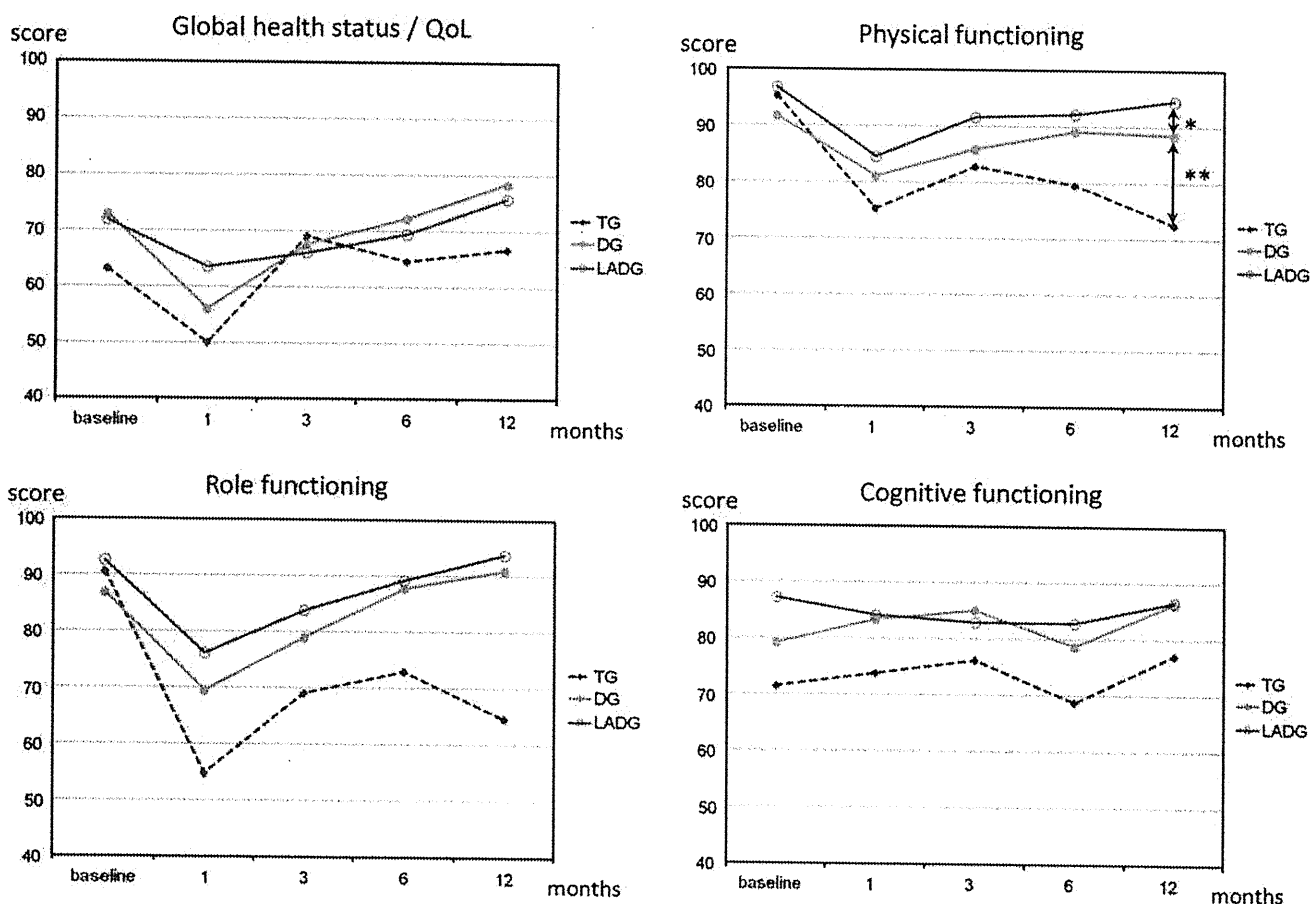 Global health status / QoL
score
100
90
80
70
60
50
40
baseline 1 3 6 12 months
TG
DG
LADG
Physical functioning
score
100
90
80
70
60
50
40
baseline 1 3 6 12 months
*
**
TG
DG
LADG
Role functioning
score
100
90
80
70
60
50
40
baseline 1 3 6 12 months
TG
DG
LADG
Cognitive functioning
score
100
90
80
70
60
50
40
baseline 1 3 6 12 months
TG
DG
LADG